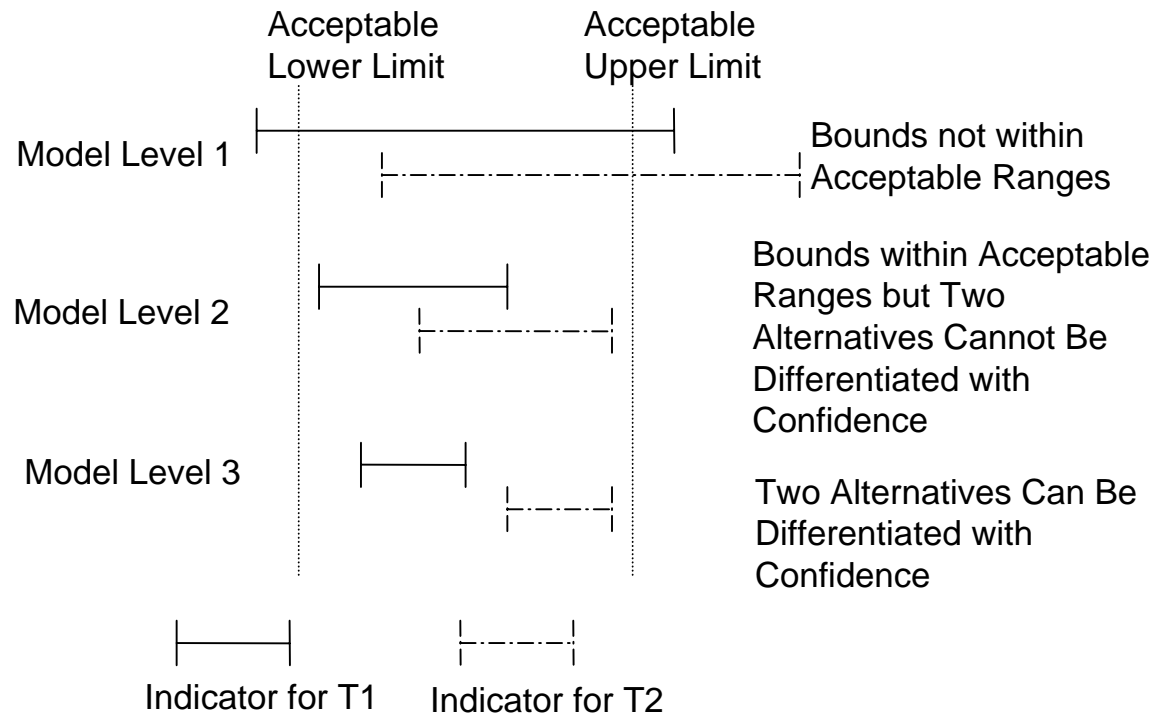 Acceptable
Lower Limit
Acceptable
Upper Limit
Model Level 1
Bounds not within
Acceptable Ranges
Model Level 2
Bounds within Acceptable
Ranges but Two
Alternatives Cannot Be
Differentiated with
Confidence
Model Level 3
Two Alternatives Can Be
Differentiated with
Confidence
Indicator for T1
Indicator for T2